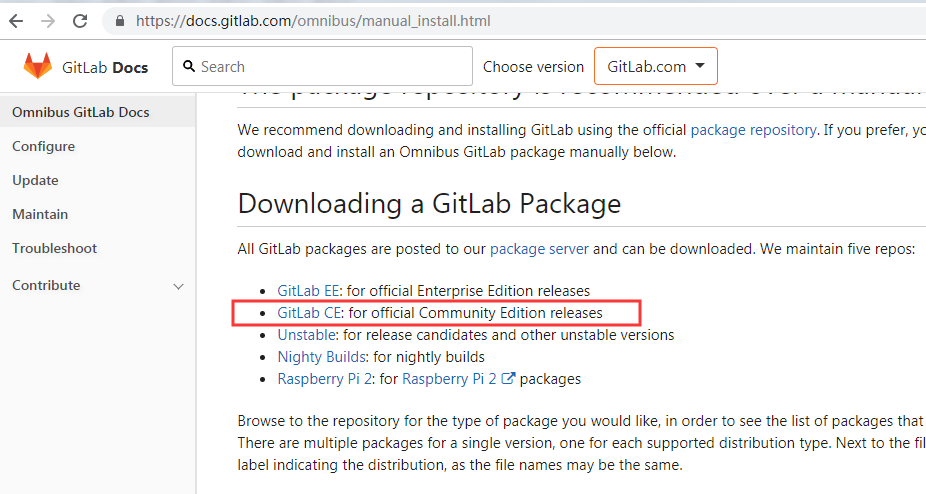 https://docs.gitlab.com/omnibus/manual_install.html
GitLab Docs
Search
Choose version
GitLab.com
Omnibus GitLab Docs
Configure
Update
Maintain
Troubleshoot
Contribute
The package repository is recommended over a manual
We recommend downloading and installing GitLab using the official package repository. If you prefer, yo
download and install an Omnibus GitLab package manually below.
Downloading a GitLab Package
All GitLab packages are posted to our package server and can be downloaded. We maintain five repos:
GitLab EE: for official Enterprise Edition releases
GitLab CE: for official Community Edition releases
Unstable: for release candidates and other unstable versions
Nighty Builds: for nightly builds
Raspberry Pi 2: for Raspberry Pi 2 packages
Browse to the repository for the type of package you would like, in order to see the list of packages that
There are multiple packages for a single version, one for each supported distribution type. Next to the fil
label indicating the distribution, as the file names may be the same.